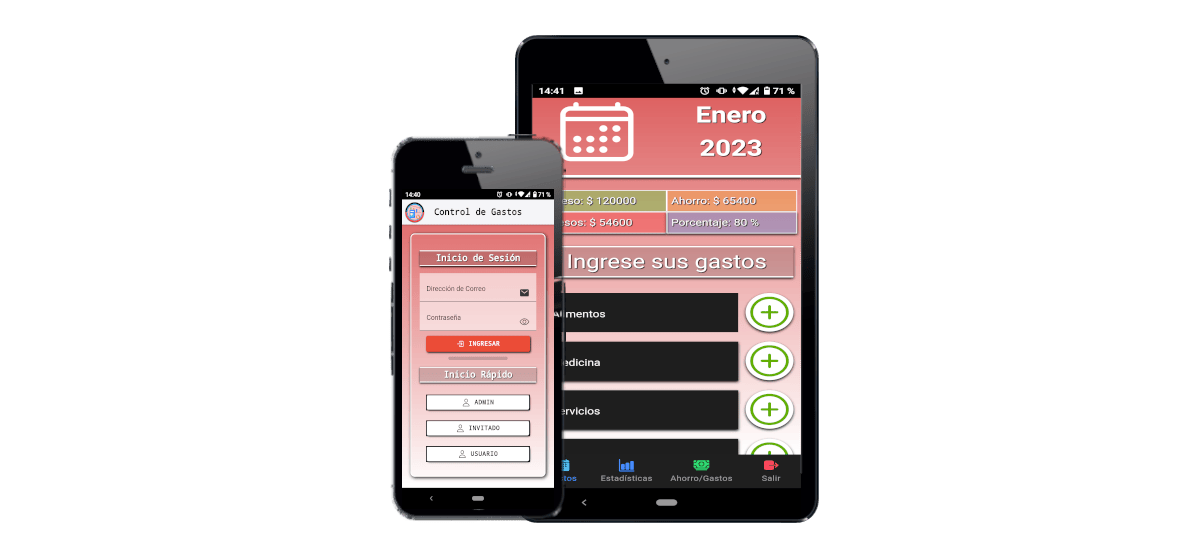 14:40
71 %
Control de Gastos
Inicio de Sesión
Dirección de Correo
Contraseña
INGRESAR
Inicio Rápido
ADMIN
INVITADO
USUARIO
14:41
71 %
Enero
2023
eso: $ 120000
Ahorro: $ 65400
sos: $ 54600
Porcentaje: 80 %
Ingrese sus gastos
Alimentos
edicina
ervicios
tos
Estadísticas
Ahorro/Gastos
Salir